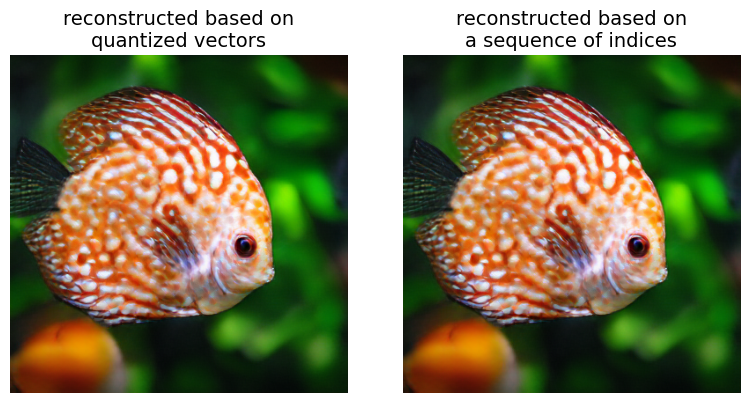 reconstructed based on
quantized vectors
reconstructed based on
a sequence of indices